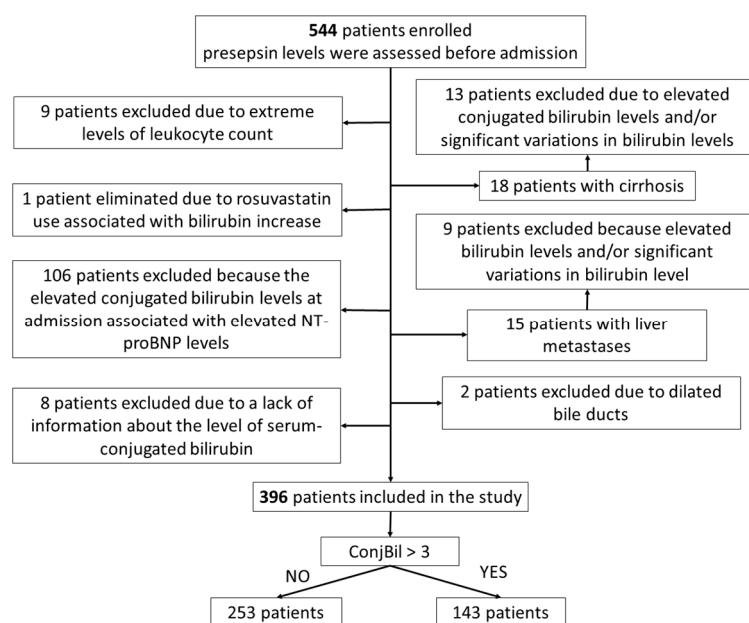 544 patients enrolled
presepsin levels were assessed before admission
9 patients excluded due to extreme
levels of leukocyte count
13 patients excluded due to elevated
conjugated bilirubin levels and/or
significant variations in bilirubin levels
18 patients with cirrhosis
1 patient eliminated due to rosuvastatin
use associated with bilirubin increase
9 patients excluded because elevated
bilirubin levels and/or significant
variations in bilirubin level
106 patients excluded because the
elevated conjugated bilirubin levels at
admission associated with elevated NT-
proBNP levels
15 patients with liver
metastases
8 patients excluded due to a lack of
information about the level of serum-
conjugated bilirubin
2 patients excluded due to dilated
bile ducts
396 patients included in the study
ConjBil > 3
NO
YES
253 patients
143 patients